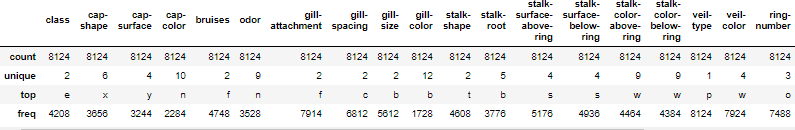 class cap-shape cap-surface cap-color bruises odor gill-attachment gill-spacing gill-size gill-color stalk-shape stalk-root stalk-surface-above-ring stalk-surface-below-ring stalk-color-above-ring stalk-color-below-ring veil-type veil-color ring-number
count 8124 8124 8124 8124 8124 8124 8124 8124 8124 8124 8124 8124 8124 8124 8124 8124 8124 8124 8124
unique 2 6 4 10 2 9 2 2 2 12 2 5 4 4 9 9 1 4 3
top e x y n f n f c b b t b s s w w p w o
freq 4208 3656 3244 2284 4748 3528 7914 6812 5612 1728 4608 3776 5176 4936 4464 4384 8124 7924 7488